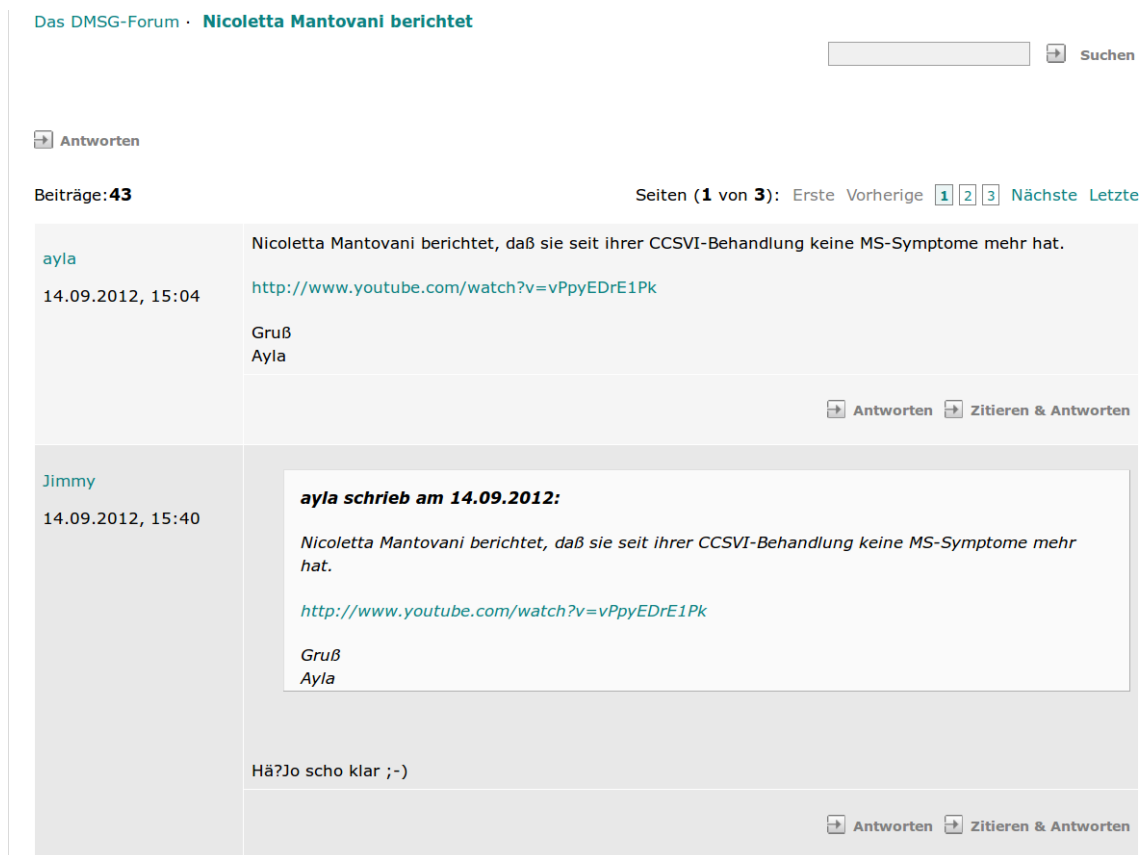 Das DMSG-Forum · Nicoletta Mantovani berichtet
Suchen
Antworten
Beiträge:43
Seiten (1 von 3): Erste Vorherige 1 2 3 Nächste Letzte
ayla
14.09.2012, 15:04
Nicoletta Mantovani berichtet, daß sie seit ihrer CCSVI-Behandlung keine MS-Symptome mehr hat.
http://www.youtube.com/watch?v=vPpyEDrE1Pk
Gruß
Ayla
Antworten Zitieren & Antworten
Jimmy
14.09.2012, 15:40
ayla schrieb am 14.09.2012:
Nicoletta Mantovani berichtet, daß sie seit ihrer CCSVI-Behandlung keine MS-Symptome mehr
hat.
http://www.youtube.com/watch?v=vPpyEDrE1Pk
Gruß
Ayla
Hä?Jo scho klar ;-)
Antworten Zitieren & Antworten